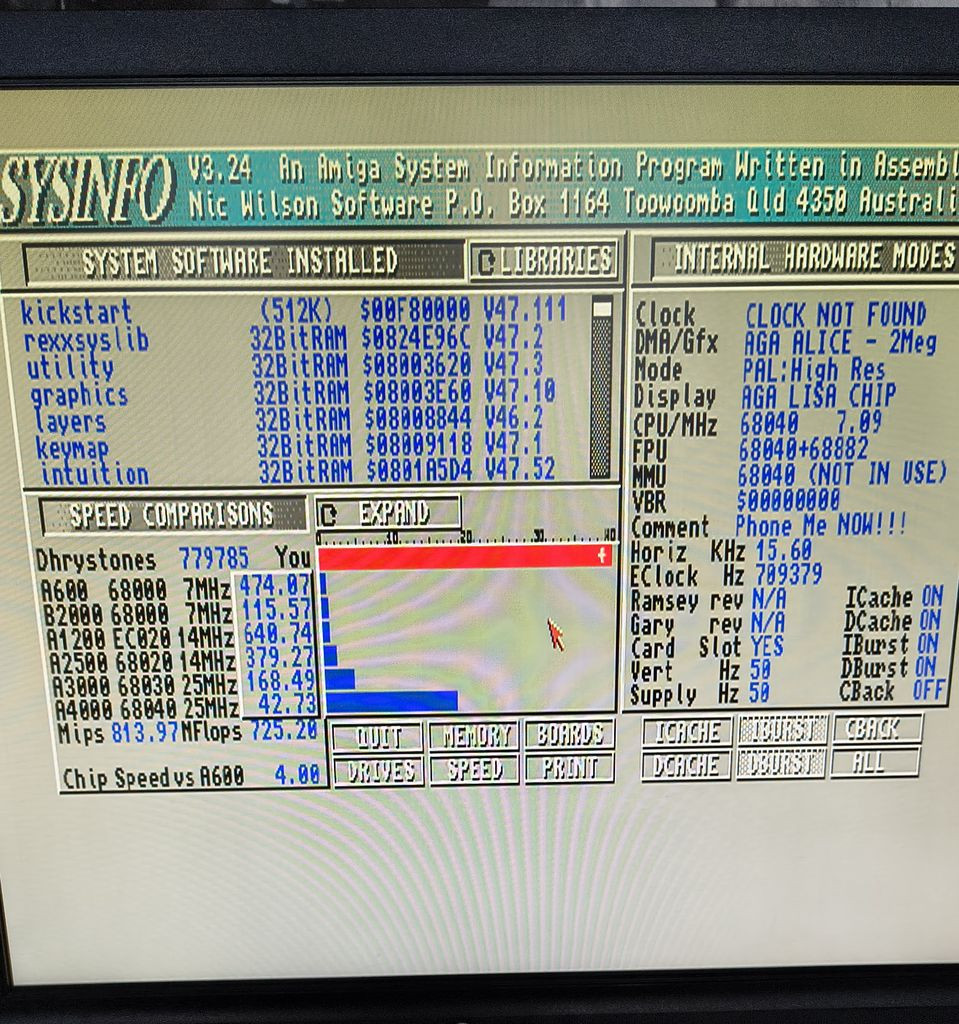 SYSINFO
V3.24 An Amiga System Information Program Written in Assembl
Nic Wilson Software P.O. Box 1164 Toowoomba Qld 4350 Australi
SYSTEM SOFTWARE INSTALLED LIBRARIES
kickstart (512K) $00F80000 V47.111
rexxsyslib 32BitRAM $0824E96C V47.2
utility 32BitRAM $08003620 V47.3
graphics 32BitRAM $08003E60 V47.10
layers 32BitRAM $08008844 V46.2
keymap 32BitRAM $08009118 V47.1
intuition 32BitRAM $0801A5D4 V47.52
SPEED COMPARISONS EXPAND
0 10 20 30 40
Dhrystones 779785 You
A600 68000 7MHz 474.07
B2000 68000 7MHz 115.57
A1200 EC020 14MHz 640.74
A2500 68020 14MHz 379.27
A3000 68030 25MHz 168.49
A4000 68040 25MHz 42.73
Mips 813.97 MFlops 725.20
Chip Speed vs A600 4.00
QUIT MEMORY BOARDS
DRIVES SPEED PRINT
INTERNAL HARDWARE MODES
Clock CLOCK NOT FOUND
DMA/Gfx AGA ALICE - 2Meg
Mode PAL:High Res
Display AGA LISA CHIP
CPU/MHz 68040 7.09
FPU 68040+68882
MMU 68040 (NOT IN USE)
VBR $00000000
Comment Phone Me NOW!!!
Horiz KHz 15.60
EClock Hz 709379
Ramsey rev N/A ICache ON
Gary rev N/A DCache ON
Card Slot YES IBurst ON
Vert Hz 50 DBurst ON
Supply Hz 50 CBack OFF
ICACHE IBURST CBACK
DCACHE DBURST ALL